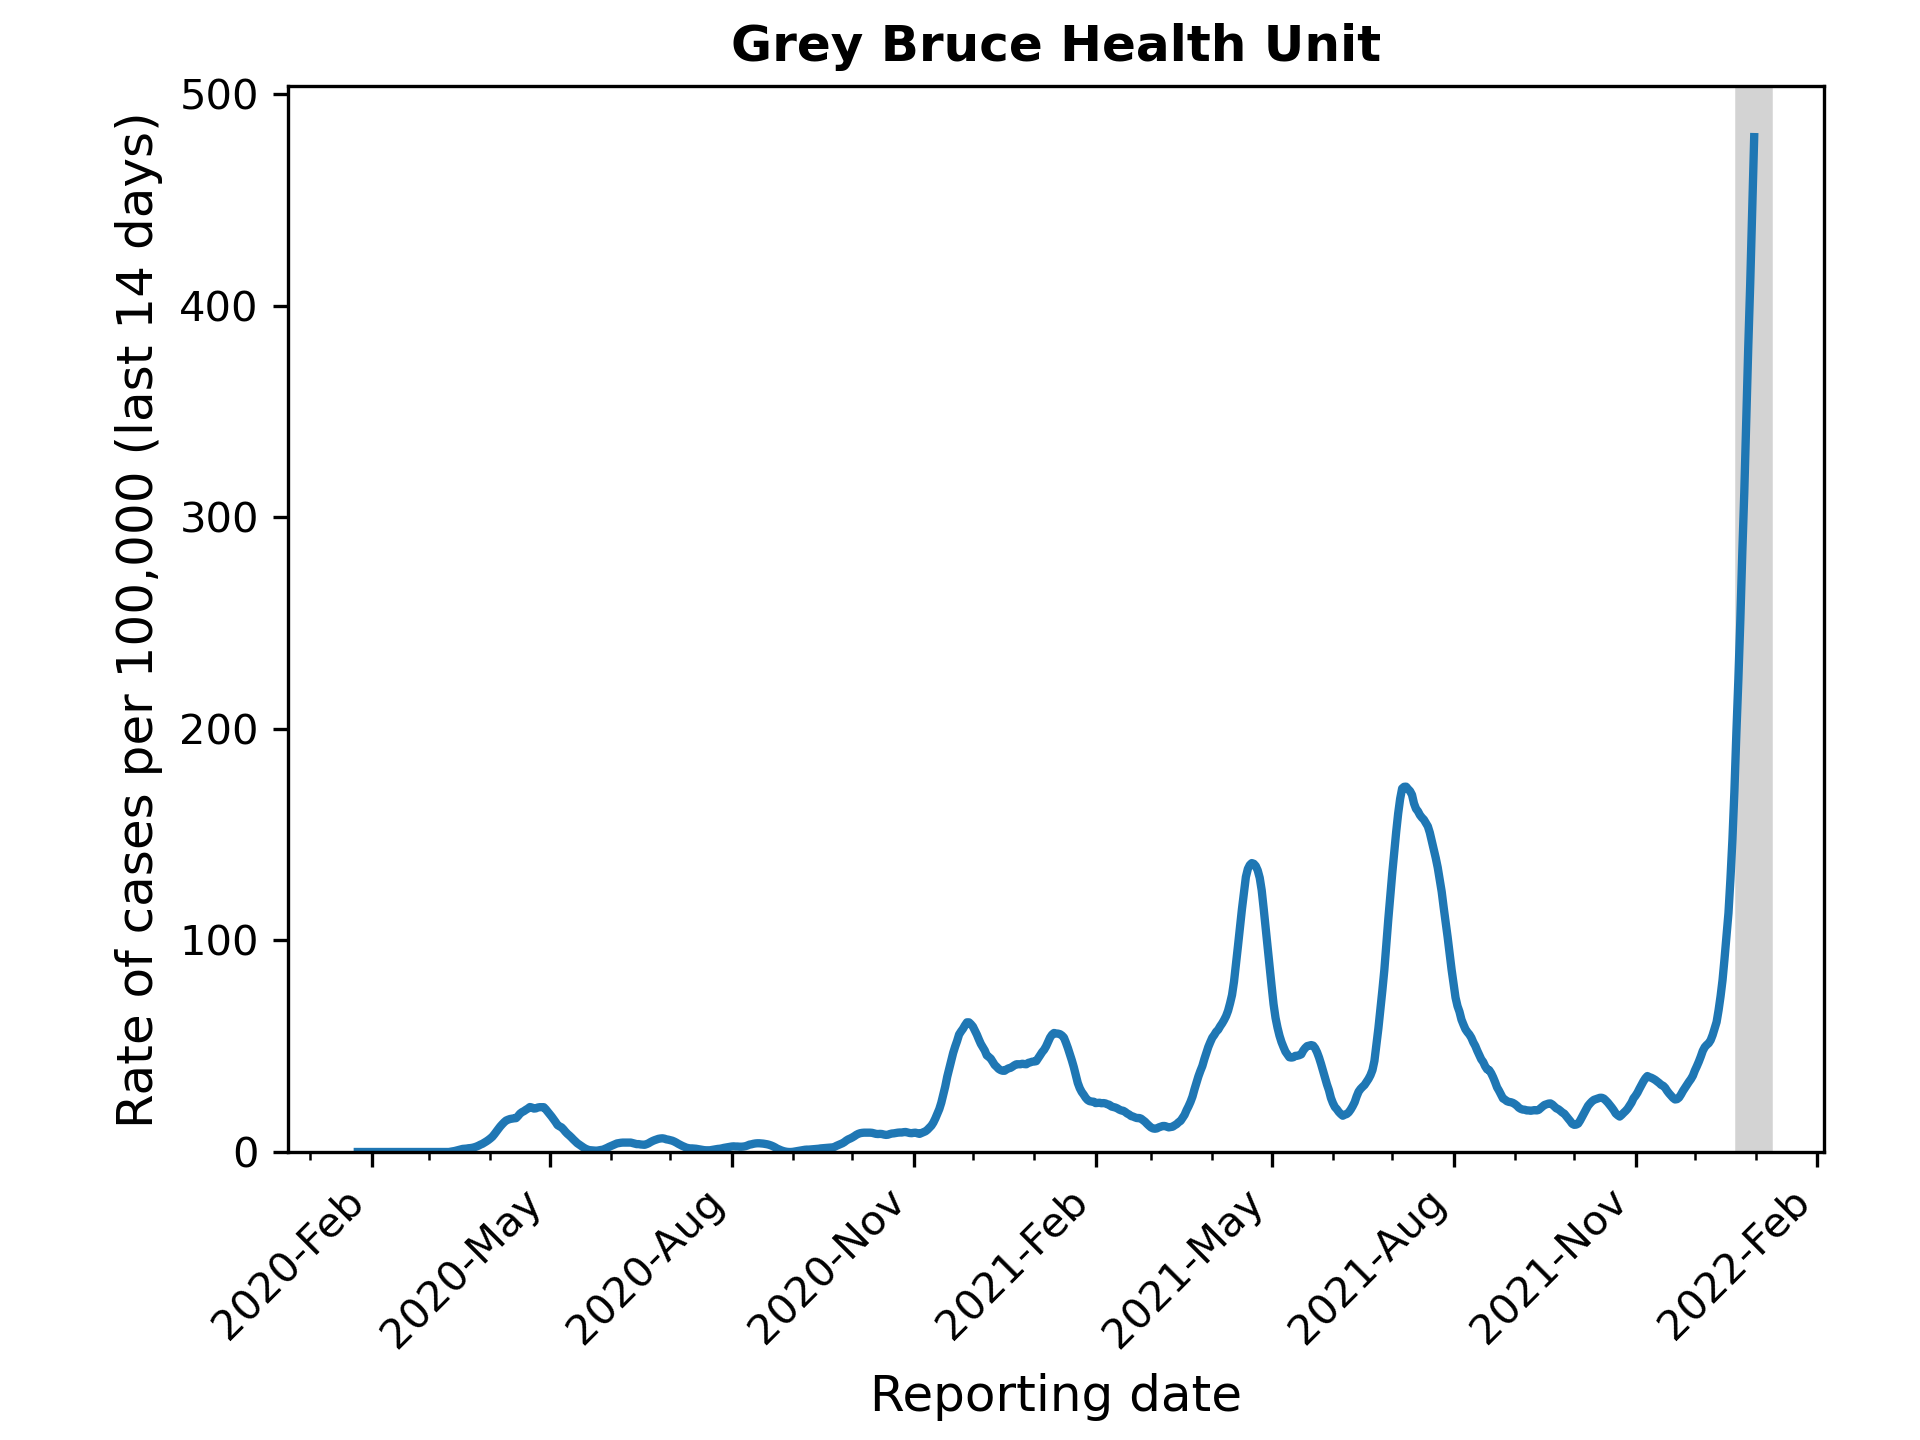 Grey Bruce Health Unit
Rate of cases per 100,000 (last 14 days)
500
400
300
200
100
0
2020-Feb
2020-May
2020-Aug
2020-Nov
2021-Feb
2021-May
2021-Aug
2021-Nov
2022-Feb
Reporting date